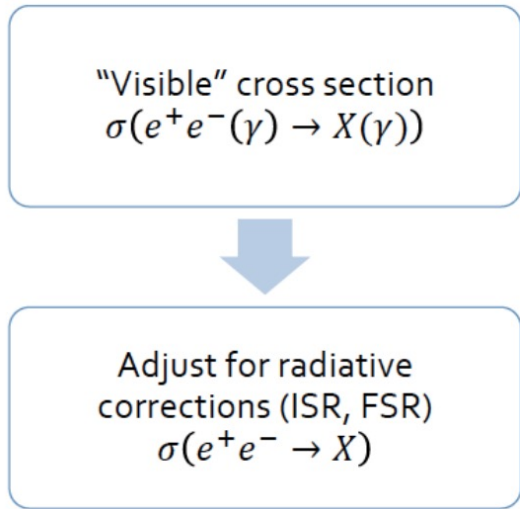 “Visible” cross section
σ(e⁺e⁻(γ) → X(γ))
Adjust for radiative
corrections (ISR, FSR)
σ(e⁺e⁻ → X)